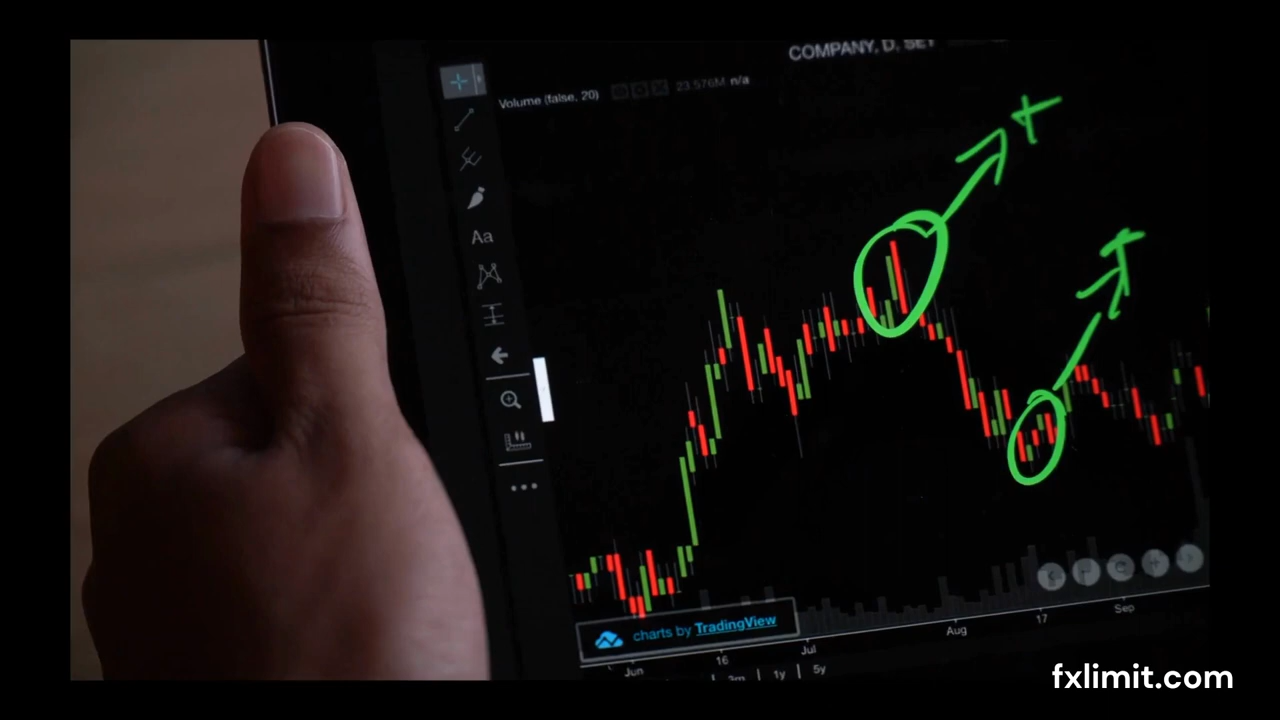 COMPANY, D, SET
Volume (false, 20) 23.576M n/a
Aa
charts by TradingView
Jun 16 Jul Aug 17 Sep
3m 1y 5y
fxlimit.com